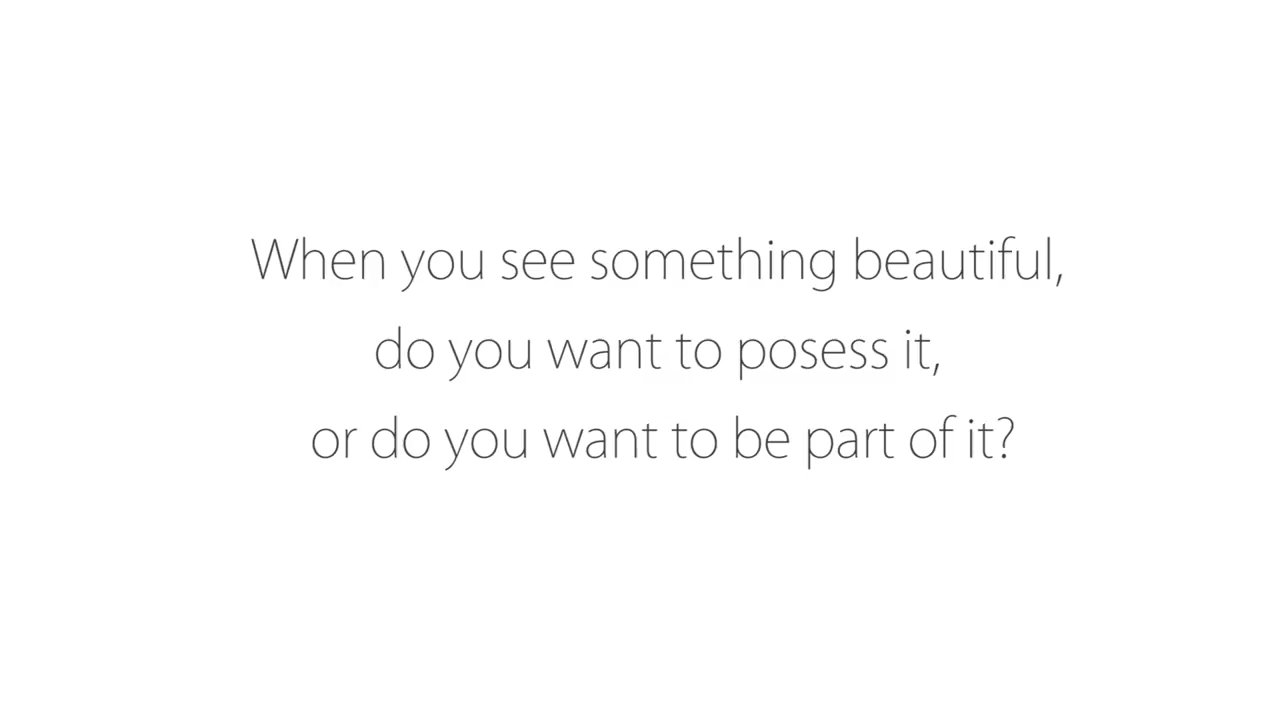 When you see something beautiful,
do you want to posess it,
or do you want to be part of it?